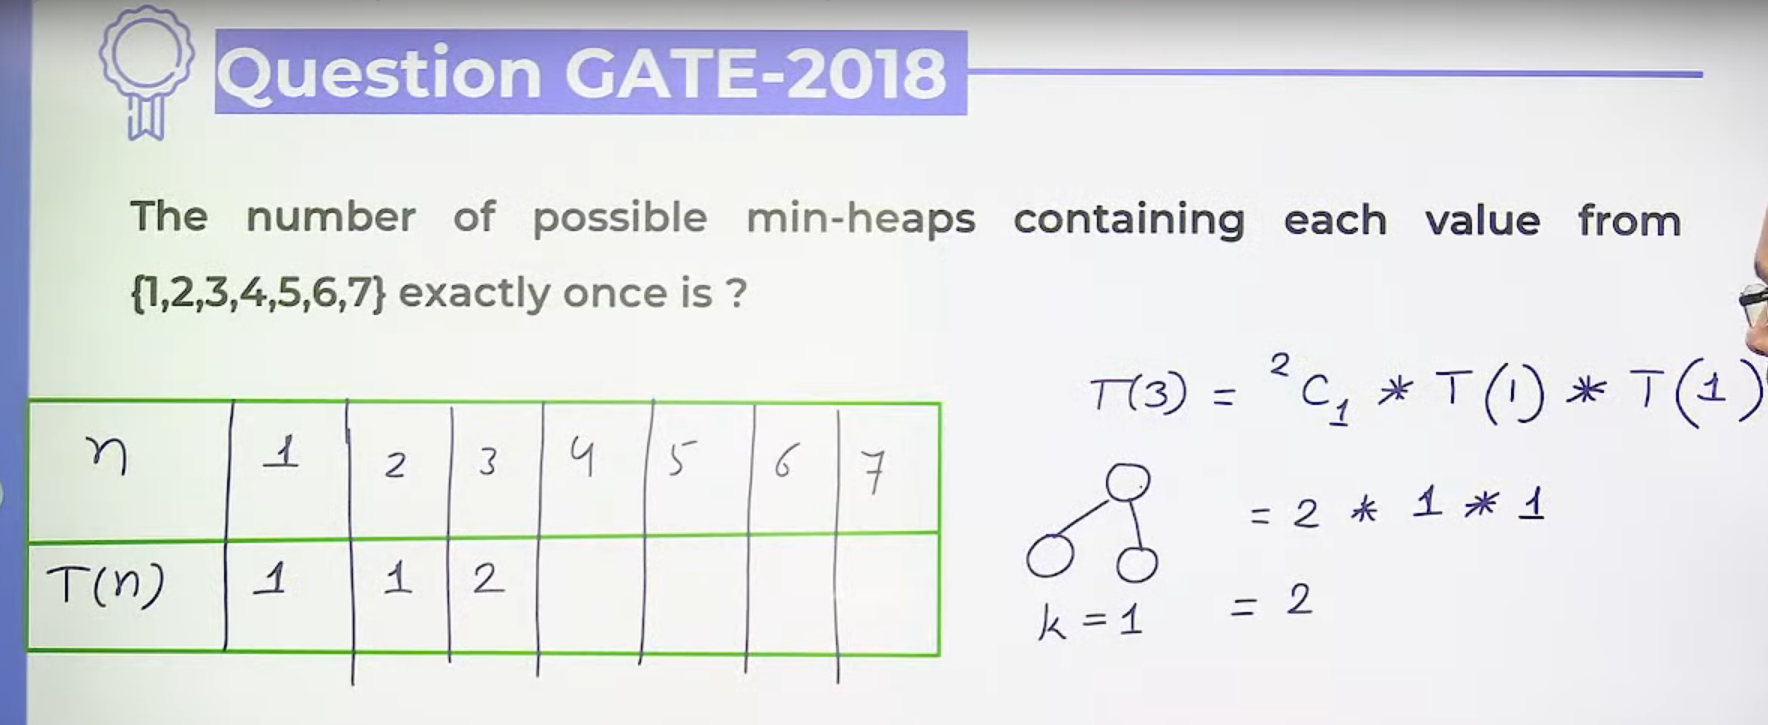 Question GATE-2018
The number of possible min-heaps containing each value from
{1,2,3,4,5,6,7} exactly once is ?
T(3) = ²C₁ * T(1) * T(1)
n 1 2 3 4 5 6 7
= 2 * 1 * 1
T(n) 1 1 2
k = 1 = 2